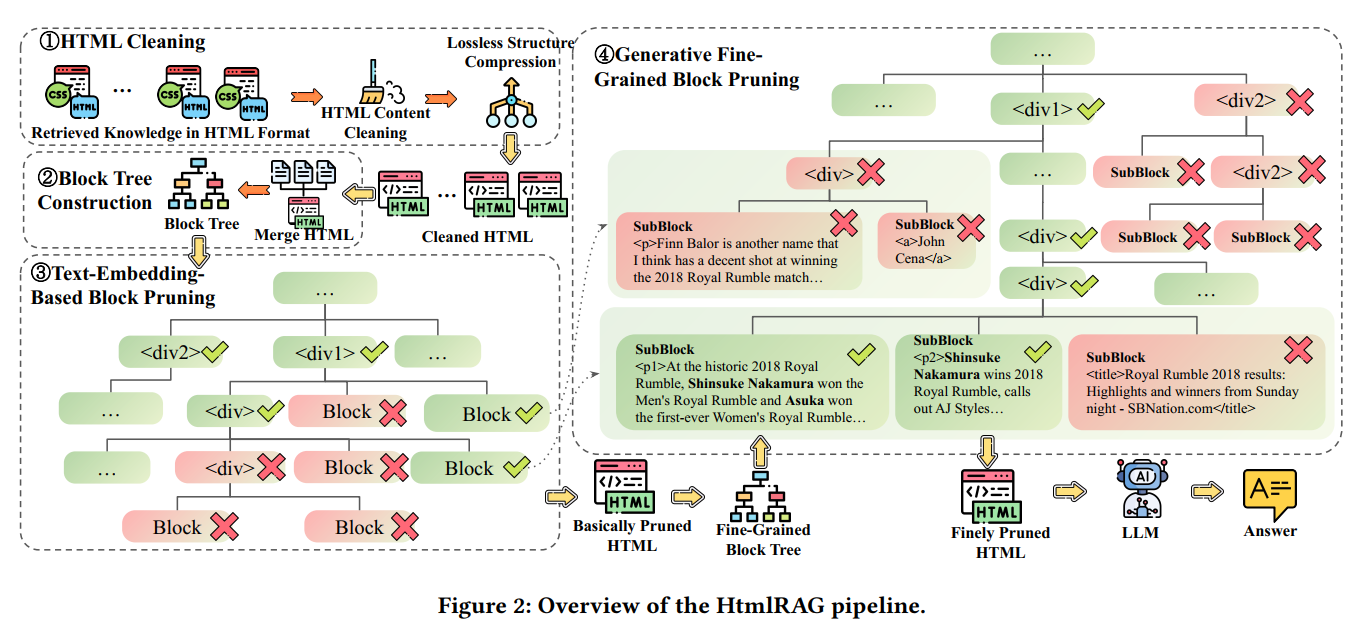 ①HTML Cleaning
CSS
HTML
...
CSS
HTML
CSS
HTML
Retrieved Knowledge in HTML Format
HTML Content
Cleaning
Lossless Structure
Compression
②Block Tree
Construction
Block Tree
Merge HTML
HTML
HTML
...
HTML
HTML
Cleaned HTML
③Text-Embedding-
Based Block Pruning
...
<div2>
<div1>
...
...
<div>
Block
Block
...
<div>
Block
Block
Block
Block
④Generative Fine-
Grained Block Pruning
...
...
<div1>
<div2>
<div>
...
SubBlock
<div2>
SubBlock
<p>Finn Balor is another name that
I think has a decent shot at winning
the 2018 Royal Rumble match…
SubBlock
<a>John
Cena</a>
<div>
SubBlock
SubBlock
<div>
...
SubBlock
<p1>At the historic 2018 Royal
Rumble, Shinsuke Nakamura won the
Men's Royal Rumble and Asuka won
the first-ever Women's Royal Rumble…
SubBlock
<p2>Shinsuke
Nakamura wins 2018
Royal Rumble, calls
out AJ Styles…
SubBlock
<title>Royal Rumble 2018 results:
Highlights and winners from Sunday
night - SBNation.com</title>
HTML
Basically Pruned
HTML
Fine-Grained
Block Tree
HTML
Finely Pruned
HTML
AI
LLM
A
Answer
Figure 2: Overview of the HtmlRAG pipeline.